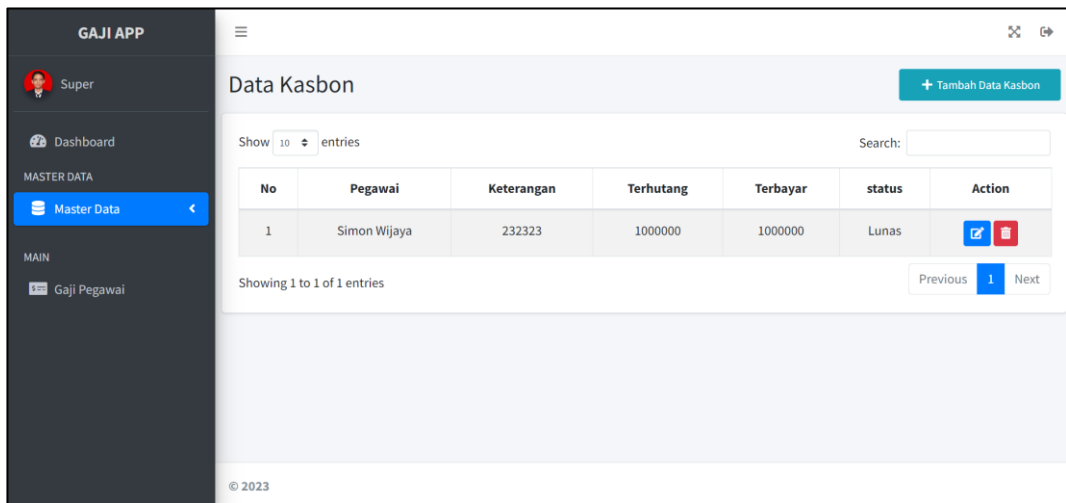 GAJI APP
Super
Dashboard
MASTER DATA
Master Data
MAIN
Gaji Pegawai
Data Kasbon
Tambah Data Kasbon
Show 10 entries
Search:
No Pegawai Keterangan Terhutang Terbayar status Action
1 Simon Wijaya 232323 1000000 1000000 Lunas
Showing 1 to 1 of 1 entries
Previous 1 Next
© 2023